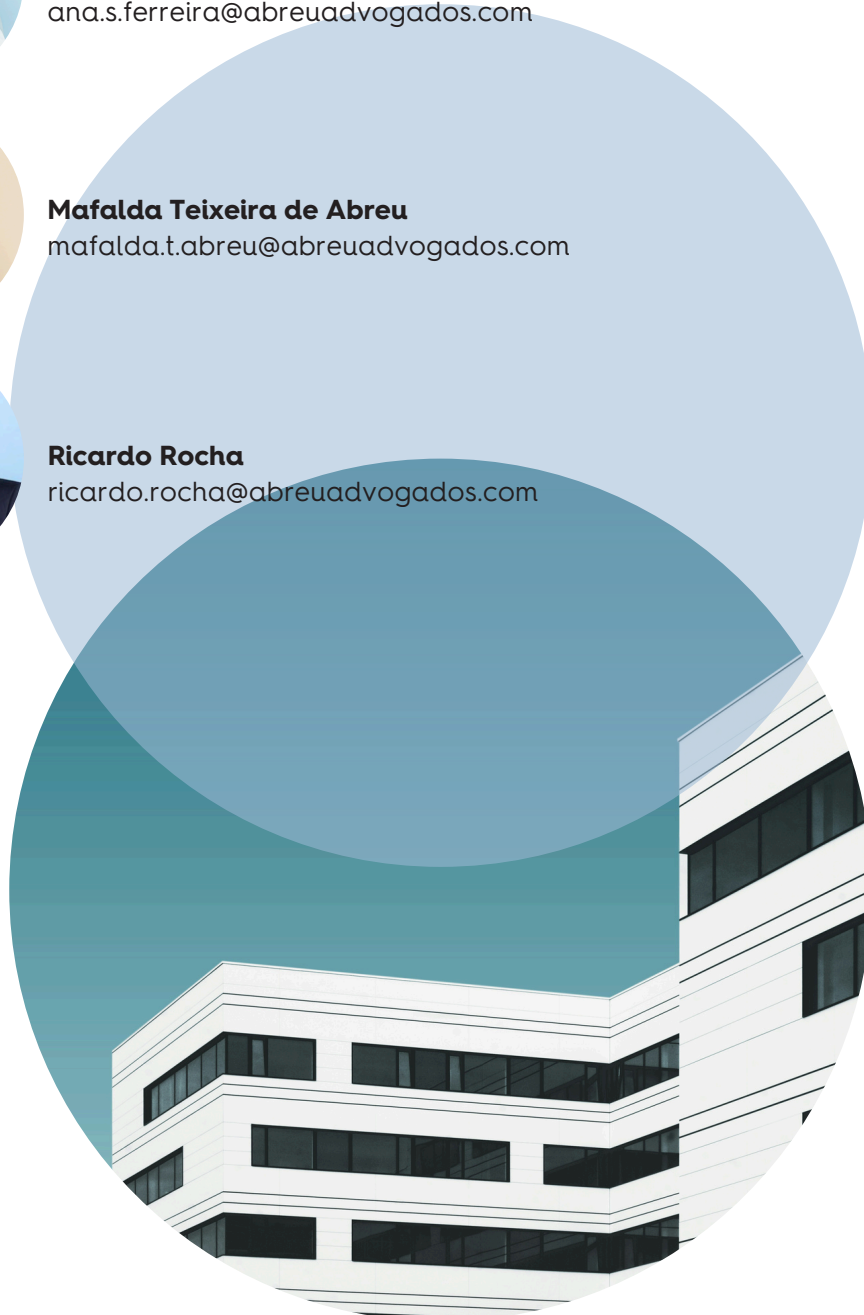 ana.s.ferreira@abreuadvogados.com
Mafalda Teixeira de Abreu
mafalda.t.abreu@abreuadvogados.com
Ricardo Rocha
ricardo.rocha@abreuadvogados.com